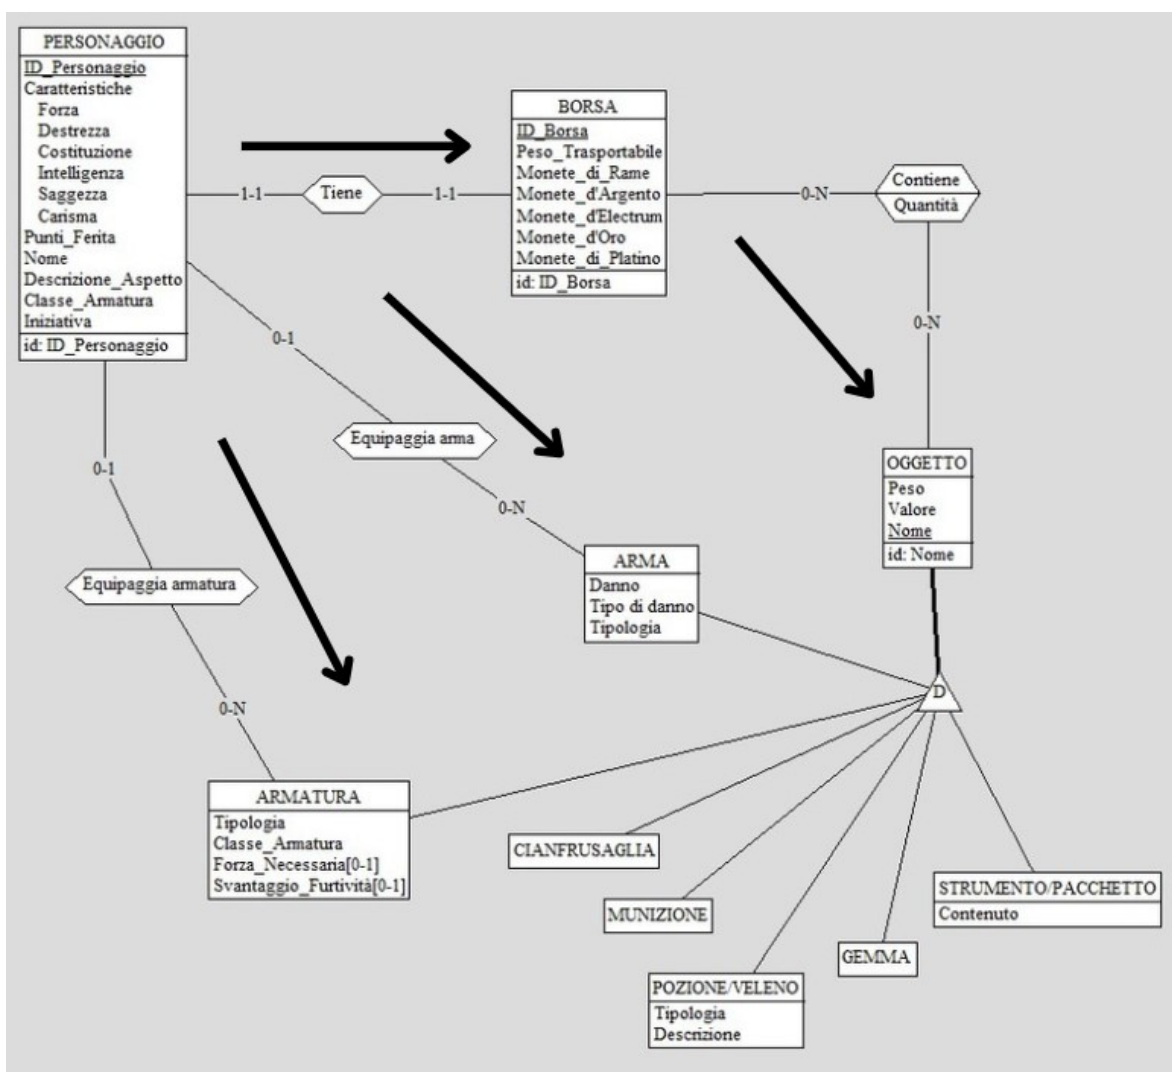 PERSONAGGIO
ID_Personaggio
Caratteristiche
Forza
Destrezza
Costituzione
Intelligenza
Saggezza
Carisma
Punti_Ferita
Nome
Descrizione_Aspetto
Classe_Armatura
Iniziativa
id: ID_Personaggio
1-1
Tiene
1-1
BORSA
ID_Borsa
Peso_Trasportabile
Monete_di_Rame
Monete_d'Argento
Monete_d'Electrum
Monete_d'Oro
Monete_di_Platino
id: ID_Borsa
0-N
Contiene
Quantità
0-N
0-1
Equipaggia arma
0-N
0-1
Equipaggia armatura
0-N
OGGETTO
Peso
Valore
Nome
id: Nome
ARMA
Danno
Tipo di danno
Tipologia
D
ARMATURA
Tipologia
Classe_Armatura
Forza_Necessaria[0-1]
Svantaggio_Furtività[0-1]
CIANFRUSAGLIA
MUNIZIONE
POZIONE/VELENO
Tipologia
Descrizione
GEMMA
STRUMENTO/PACCHETTO
Contenuto